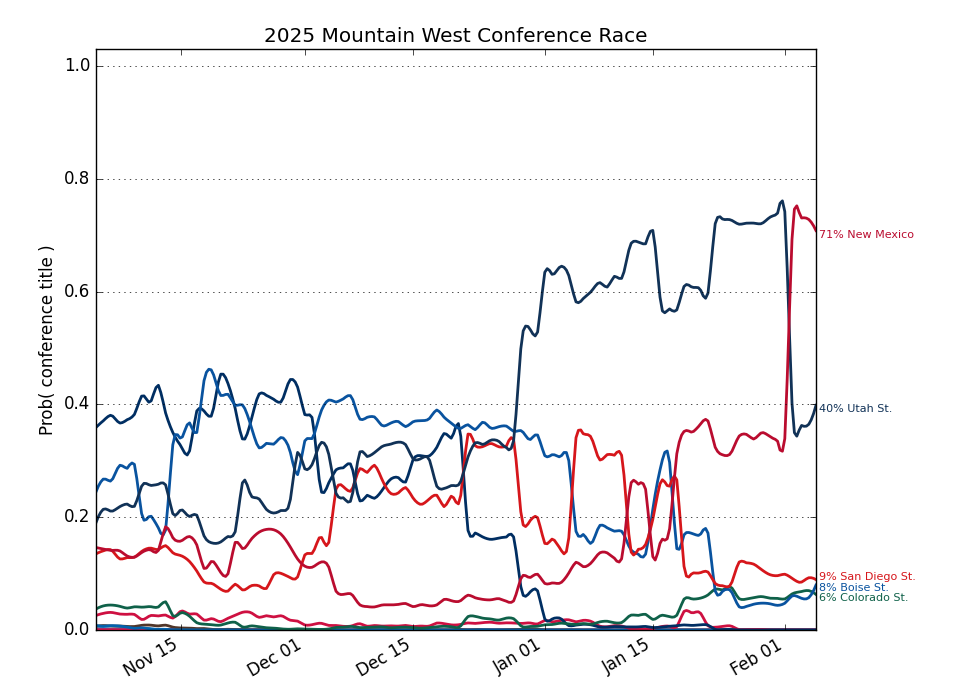 2025 Mountain West Conference Race
Prob( conference title )
1.0
0.8
0.6
0.4
0.2
0.0
71% New Mexico
40% Utah St.
9% San Diego St.
8% Boise St.
6% Colorado St.
Nov 15
Dec 01
Dec 15
Jan 01
Jan 15
Feb 01